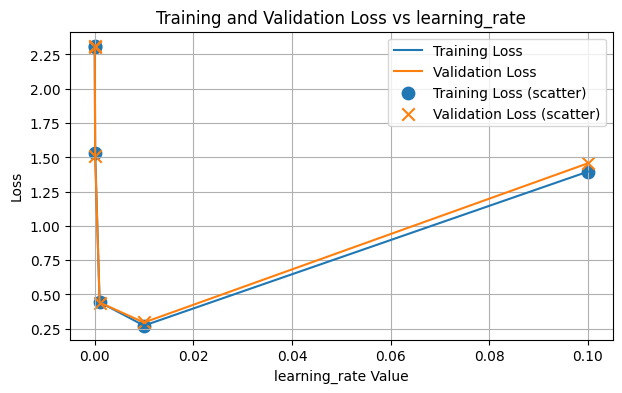 Training and Validation Loss vs learning_rate
Training Loss
Validation Loss
Training Loss (scatter)
Validation Loss (scatter)
Loss
2.25
2.00
1.75
1.50
1.25
1.00
0.75
0.50
0.25
0.00 0.02 0.04 0.06 0.08 0.10
learning_rate Value